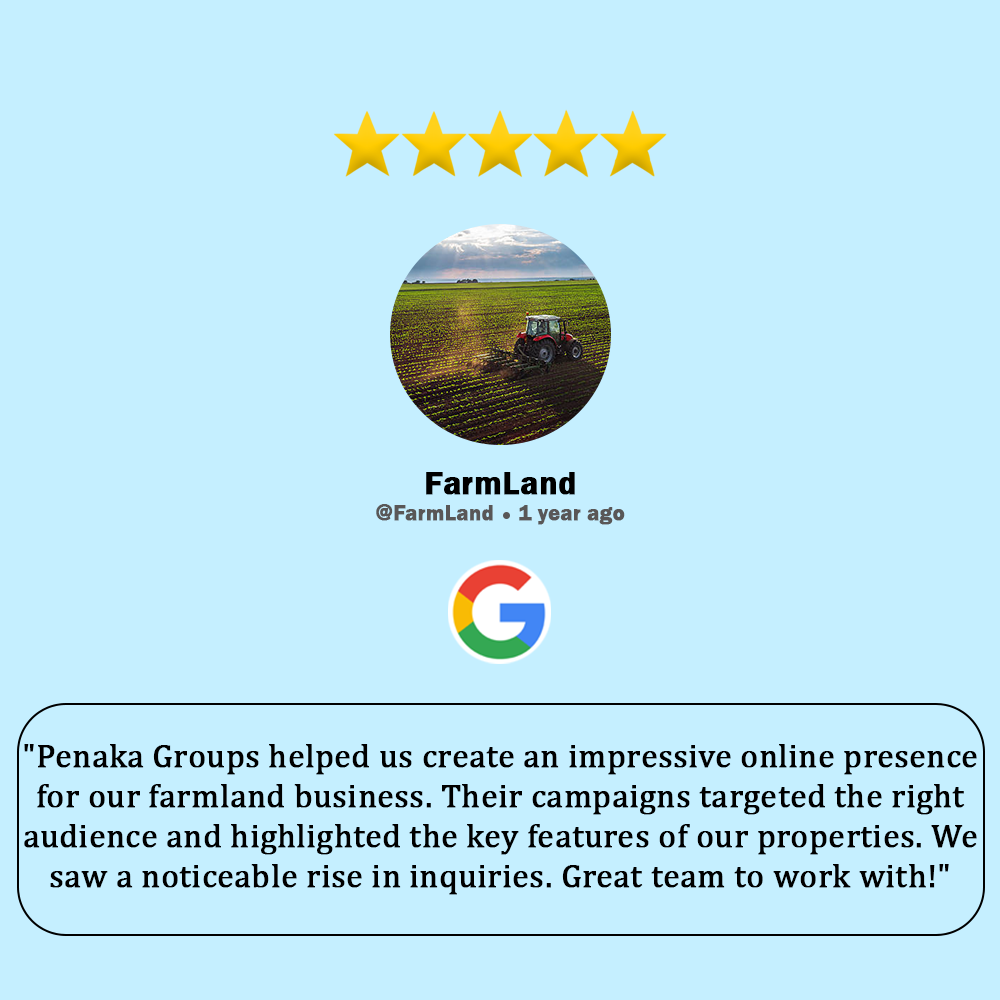 FarmLand
@FarmLand • 1 year ago
"Penaka Groups helped us create an impressive online presence
for our farmland business. Their campaigns targeted the right
audience and highlighted the key features of our properties. We
saw a noticeable rise in inquiries. Great team to work with!"